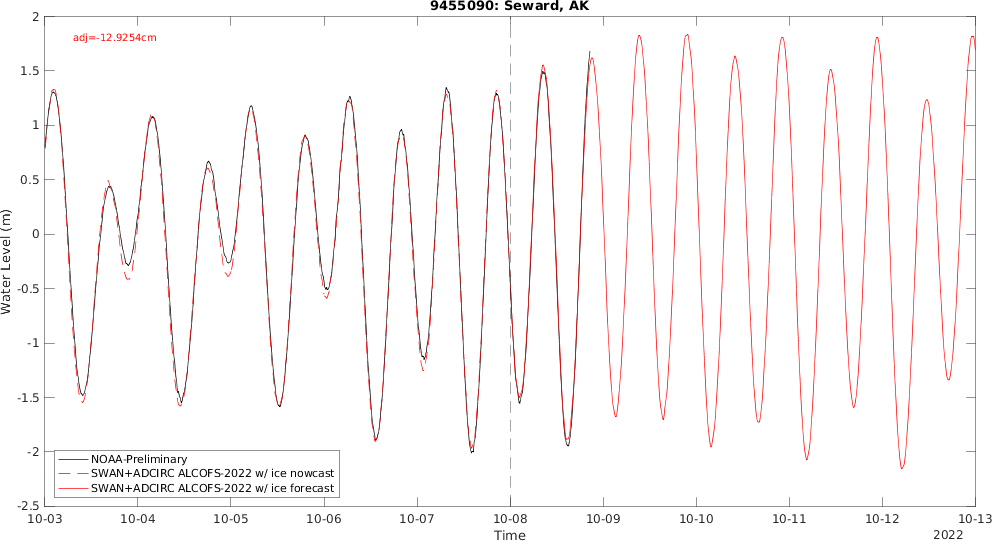 9455090: Seward, AK
adj=-12.9254cm
2
1.5
1
0.5
0
-0.5
-1
-1.5
-2
-2.5
Water Level (m)
NOAA-Preliminary
SWAN+ADCIRC ALCOFS-2022 w/ ice nowcast
SWAN+ADCIRC ALCOFS-2022 w/ ice forecast
10-03 10-04 10-05 10-06 10-07 10-08 10-09 10-10 10-11 10-12 10-13
Time
2022